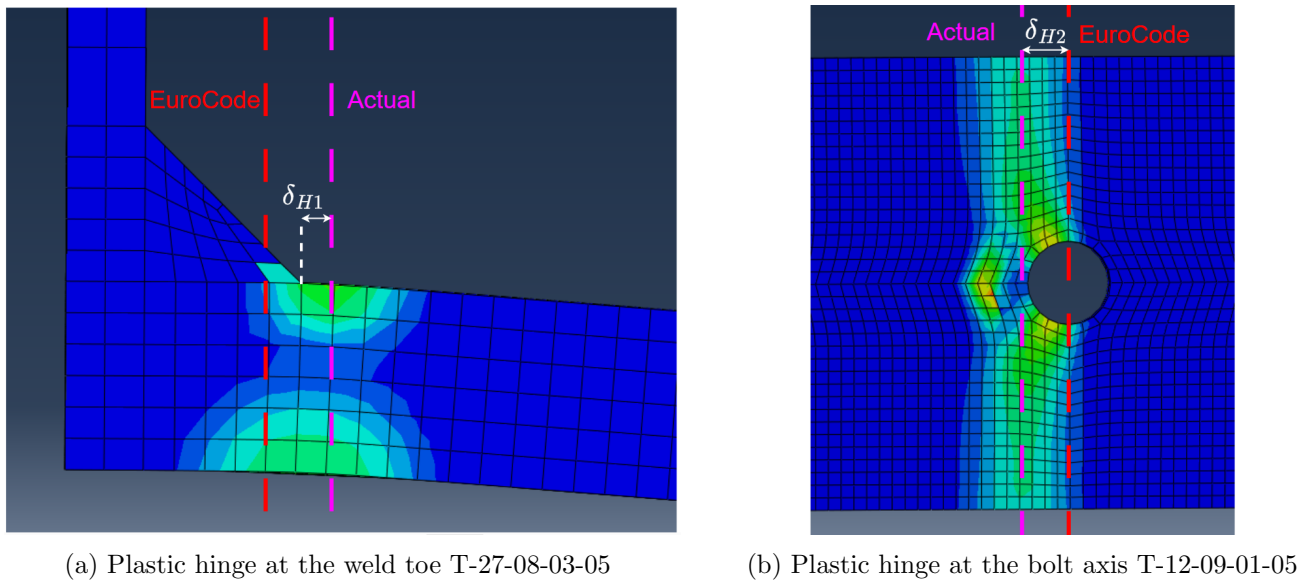 EuroCode
Actual
δH1
Actual
δH2
EuroCode
(a) Plastic hinge at the weld toe T-27-08-03-05
(b) Plastic hinge at the bolt axis T-12-09-01-05